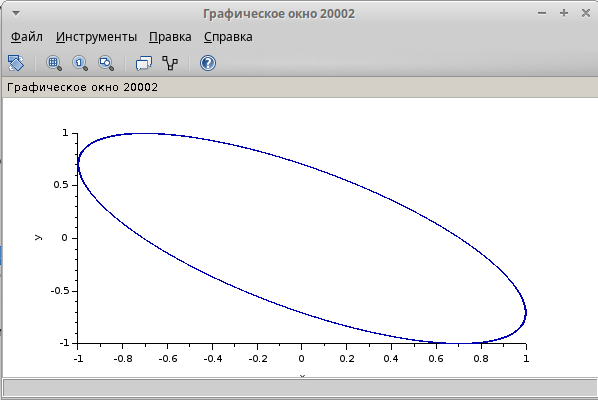 Графическое окно 20002
Файл Инструменты Правка Справка
Графическое окно 20002
1
0.5
0
-0.5
-1
y
-1 -0.8 -0.6 -0.4 -0.2 0 0.2 0.4 0.6 0.8 1